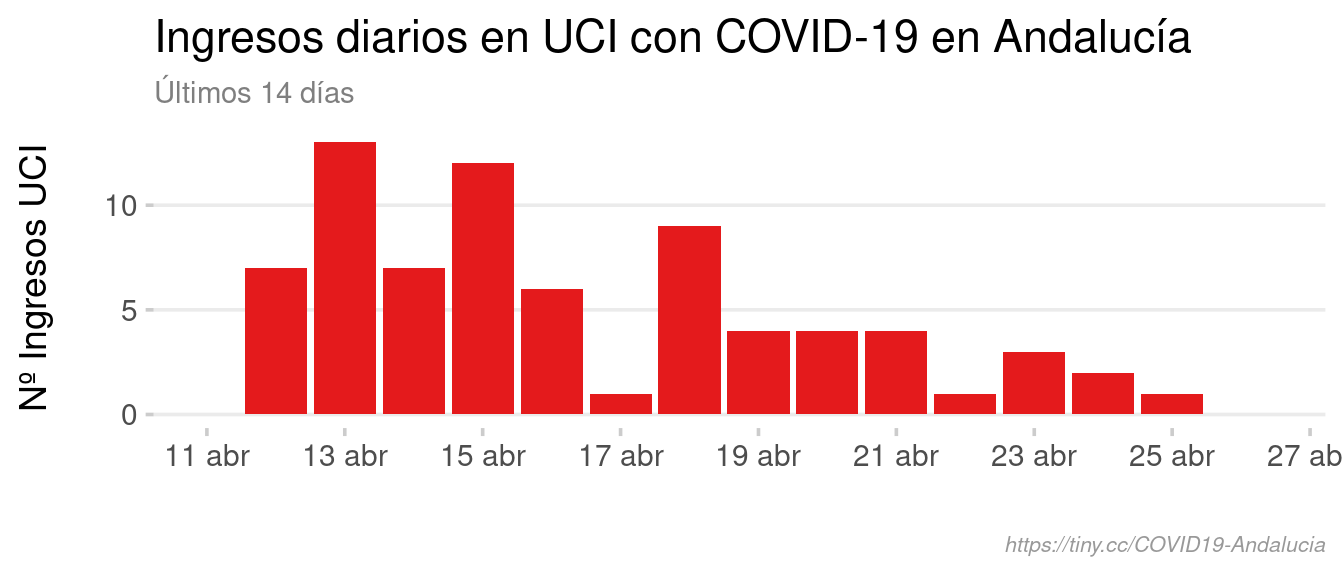 Ingresos diarios en UCI con COVID-19 en Andalucía
Últimos 14 días
Nº Ingresos UCI
10
5
0
11 abr 13 abr 15 abr 17 abr 19 abr 21 abr 23 abr 25 abr 27 ab
https://tiny.cc/COVID19-Andalucia